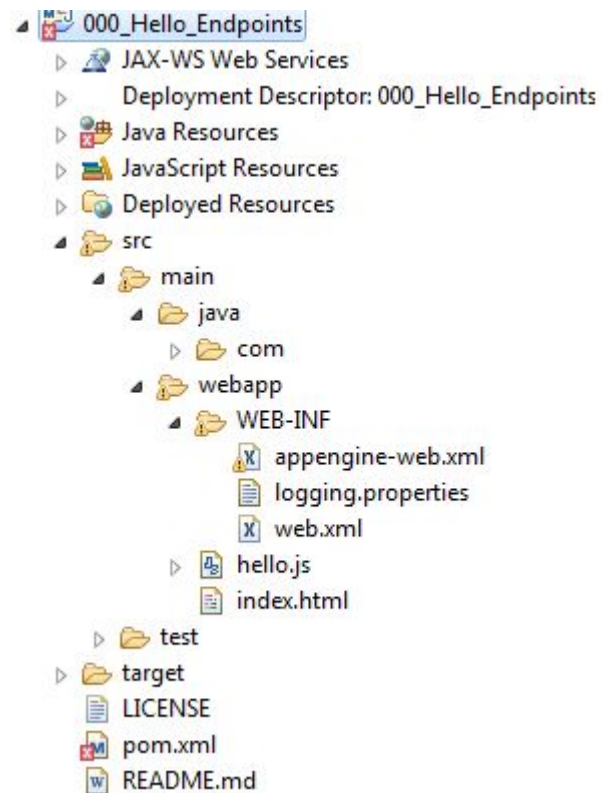 000_Hello_Endpoints
JAX-WS Web Services
Deployment Descriptor: 000_Hello_Endpoints
Java Resources
JavaScript Resources
Deployed Resources
src
main
java
com
webapp
WEB-INF
appengine-web.xml
logging.properties
web.xml
hello.js
index.html
test
target
LICENSE
pom.xml
README.md